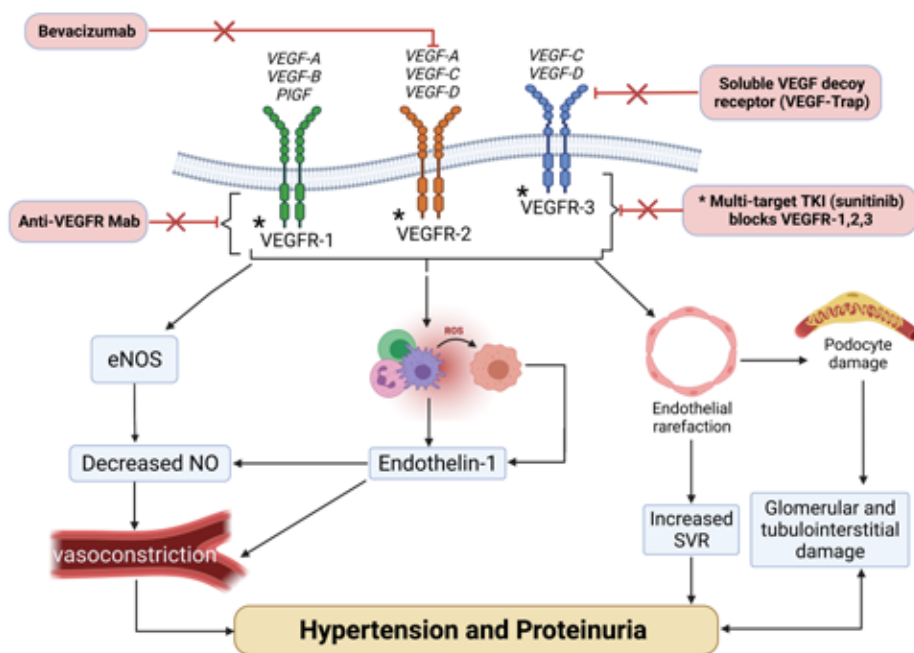 Bevacizumab
VEGF-A
VEGF-B
PIGF
VEGF-A
VEGF-C
VEGF-D
VEGF-C
VEGF-D
Soluble VEGF decoy
receptor (VEGF-Trap)
Anti-VEGFR Mab
*
VEGFR-1
*
VEGFR-2
*
VEGFR-3
* Multi-target TKI (sunitinib)
blocks VEGFR-1,2,3
eNOS
ROS
Endothelial
rarefaction
Podocyte
damage
Decreased NO
Endothelin-1
vasoconstriction
Increased
SVR
Glomerular and
tubulointerstitial
damage
Hypertension and Proteinuria